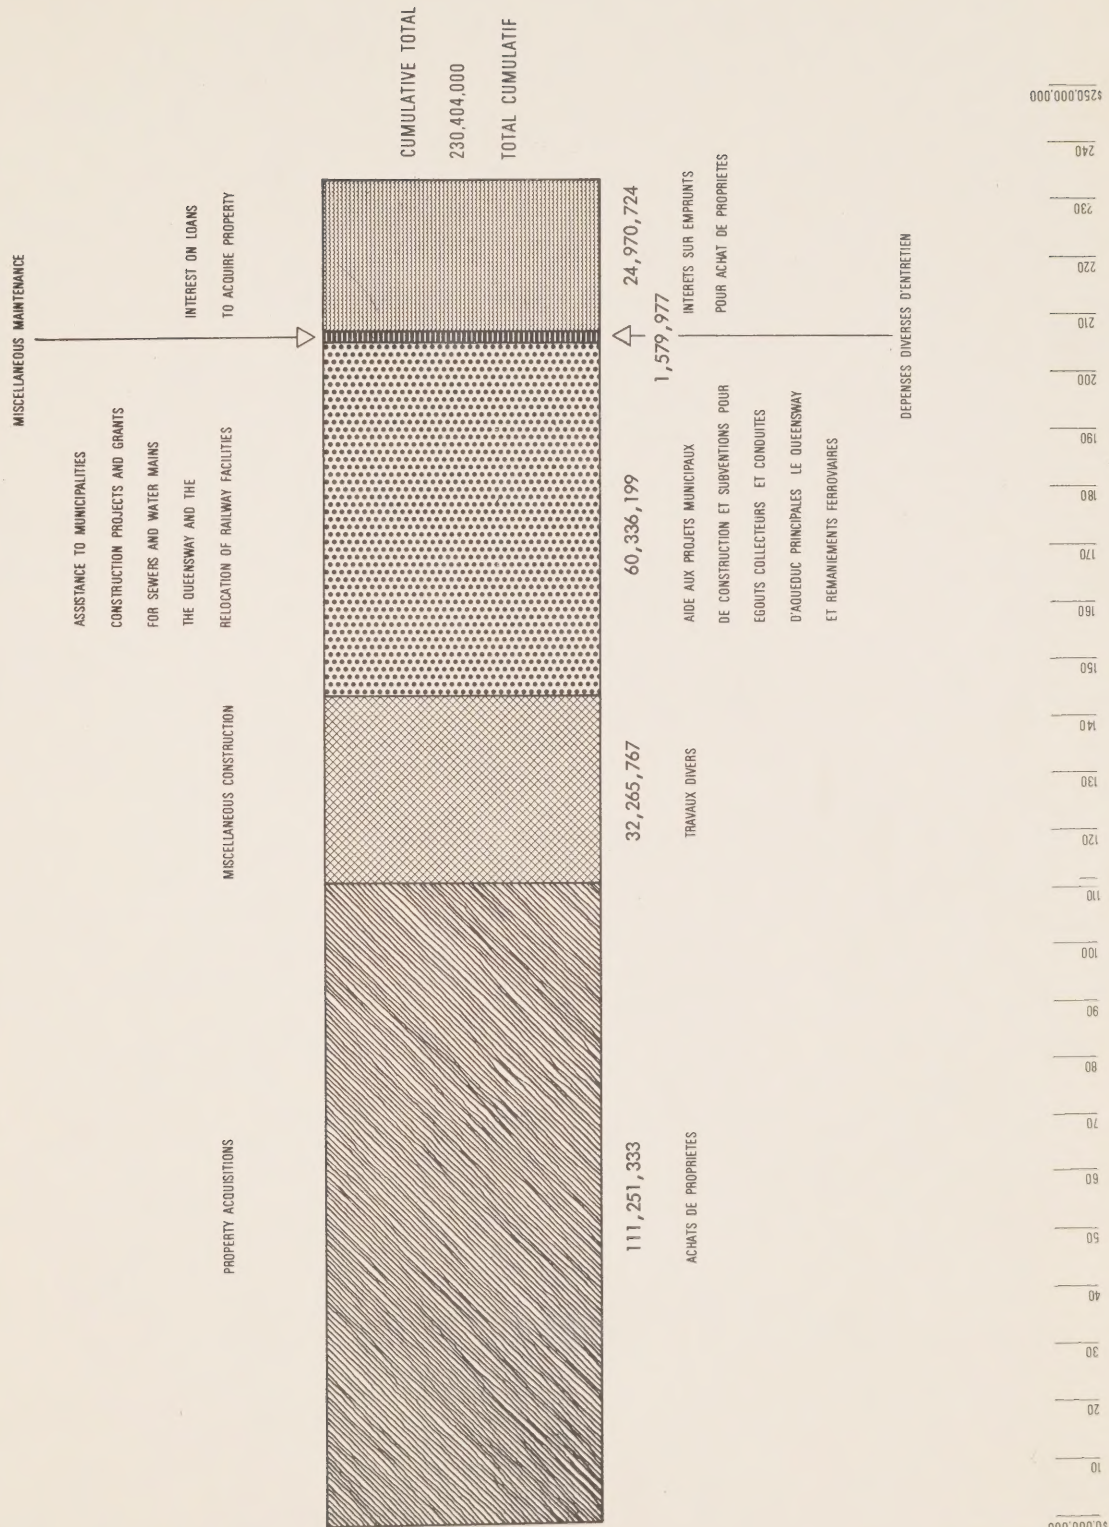 MISCELLANEOUS MAINTENANCE
ASSISTANCE TO MUNICIPALITIES
CONSTRUCTION PROJECTS AND GRANTS
FOR SEWERS AND WATER MAINS
THE QUEENSWAY AND THE
RELOCATION OF RAILWAY FACILITIES
INTEREST ON LOANS
TO ACQUIRE PROPERTY
MISCELLANEOUS CONSTRUCTION
PROPERTY ACQUISITIONS
CUMULATIVE TOTAL
230,404,000
TOTAL CUMULATIF
111,251,333
32,265,767
60,336,199
1,579,977
24,970,724
ACHATS DE PROPRIETES
TRAVAUX DIVERS
AIDE AUX PROJETS MUNICIPAUX
DE CONSTRUCTION ET SUBVENTIONS POUR
EGOUTS COLLECTEURS ET CONDUITES
D'AQUEDUC PRINCIPALES LE QUEENSWAY
ET REMANIEMENTS FERROVIAIRES
INTERETS SUR EMPRUNTS
POUR ACHAT DE PROPRIETES
DEPENSES DIVERSES D'ENTRETIEN
10
20
30
40
50
60
70
80
90
100
110
120
130
140
150
160
170
180
190
200
210
220
230
240
$250,000,000